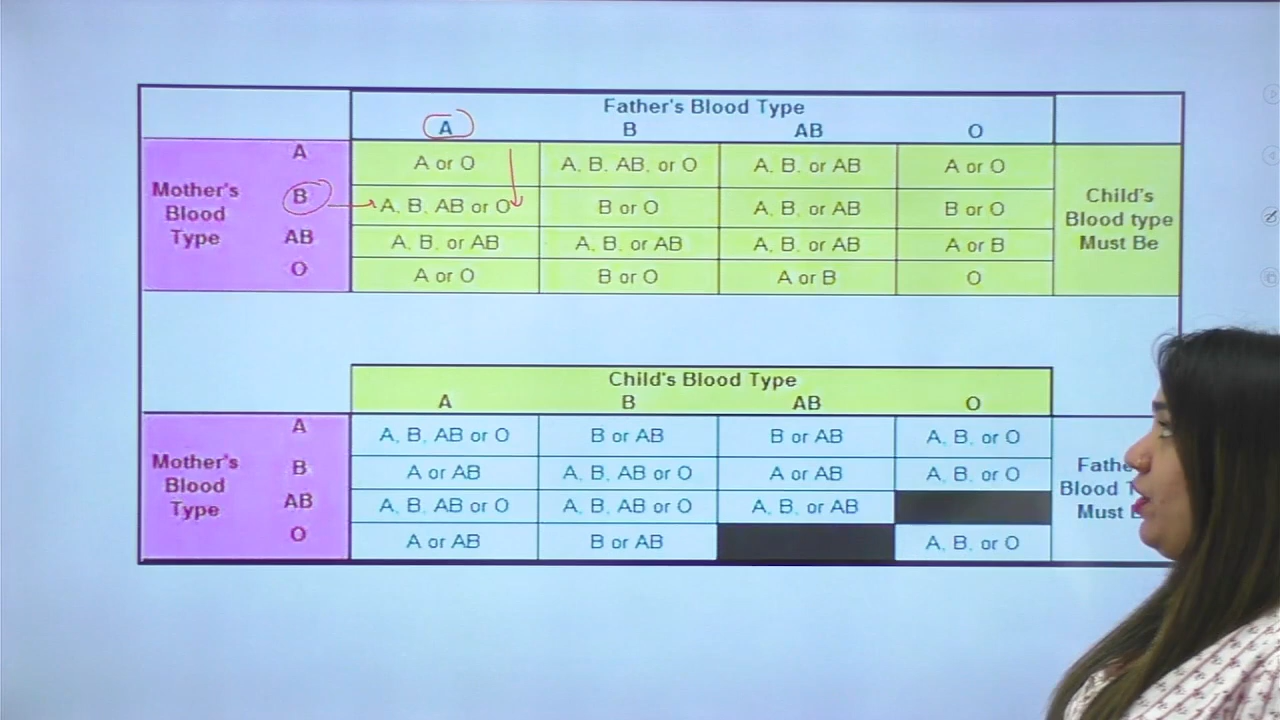 Father's Blood Type
A B AB O
A A or O A, B, AB, or O A, B, or AB A or O
Mother's Blood Type B A, B, AB or O B or O A, B, or AB B or O Child's Blood type Must Be
AB A, B, or AB A, B, or AB A, B, or AB A or B
O A or O B or O A or B O
Child's Blood Type
A B AB O
A A, B, AB or O B or AB B or AB A, B, or O
Mother's Blood Type B A or AB A, B, AB or O A or AB A, B, or O Blood Must
AB A, B, AB or O A, B, AB or O A, B, or AB
O A or AB B or AB A, B, or O